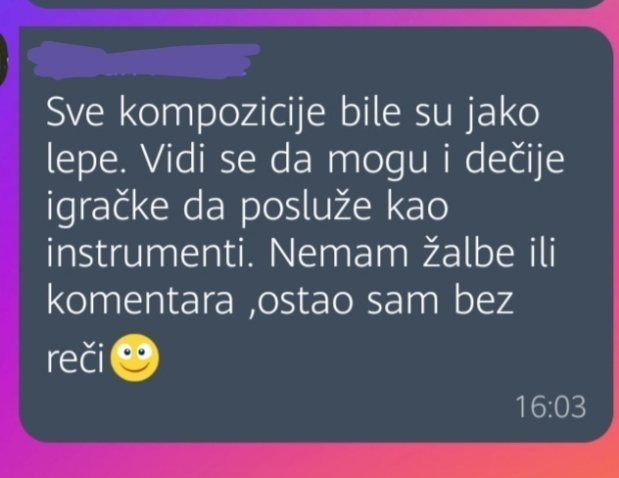 Sve kompozicije bile su jako
lepe. Vidi se da mogu i dečije
igračke da posluže kao
instrumenti. Nemam žalbe ili
komentara ,ostao sam bez
reči
16:03